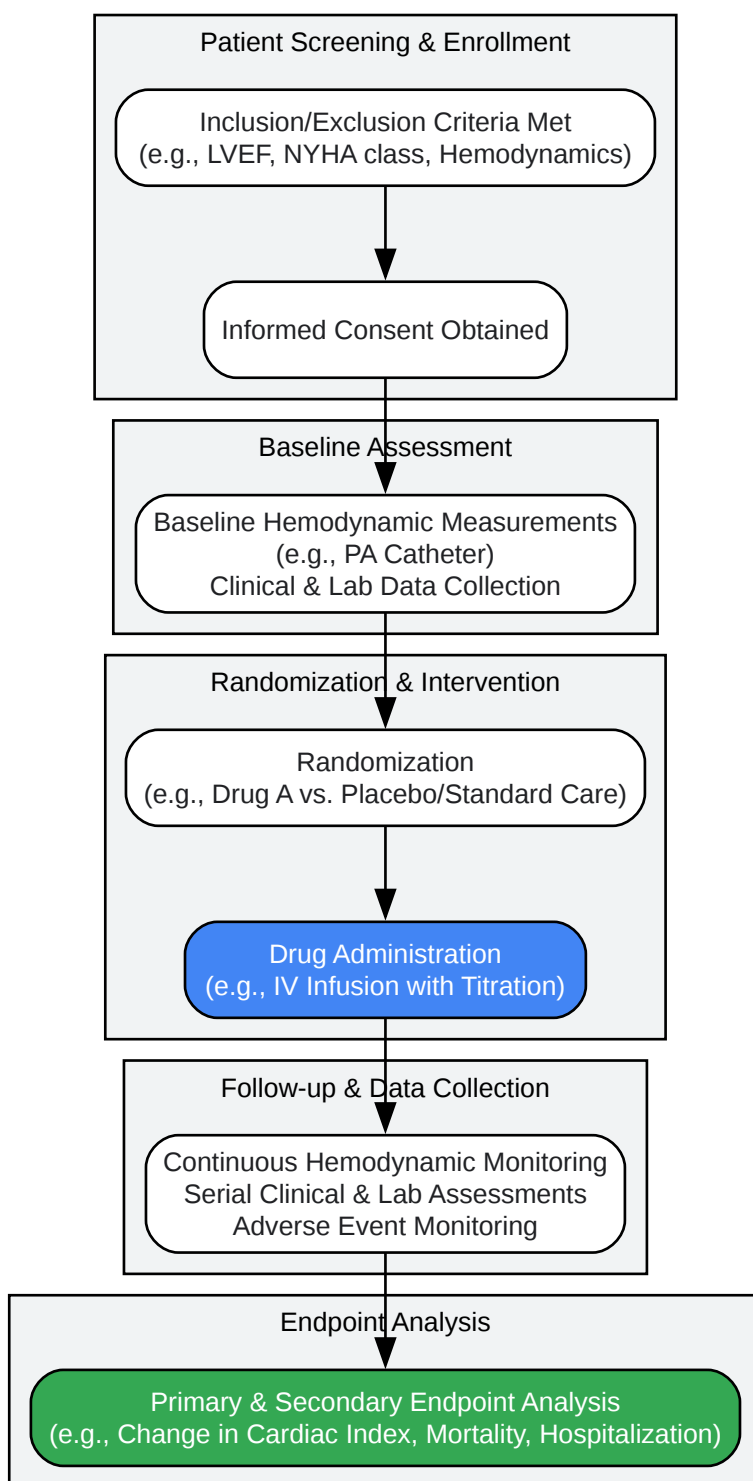 Patient Screening & Enrollment
Inclusion/Exclusion Criteria Met
(e.g., LVEF, NYHA class, Hemodynamics)
Informed Consent Obtained
Baseline Assessment
Baseline Hemodynamic Measurements
(e.g., PA Catheter)
Clinical & Lab Data Collection
Randomization & Intervention
Randomization
(e.g., Drug A vs. Placebo/Standard Care)
Drug Administration
(e.g., IV Infusion with Titration)
Follow-up & Data Collection
Continuous Hemodynamic Monitoring
Serial Clinical & Lab Assessments
Adverse Event Monitoring
Endpoint Analysis
Primary & Secondary Endpoint Analysis
(e.g., Change in Cardiac Index, Mortality, Hospitalization)